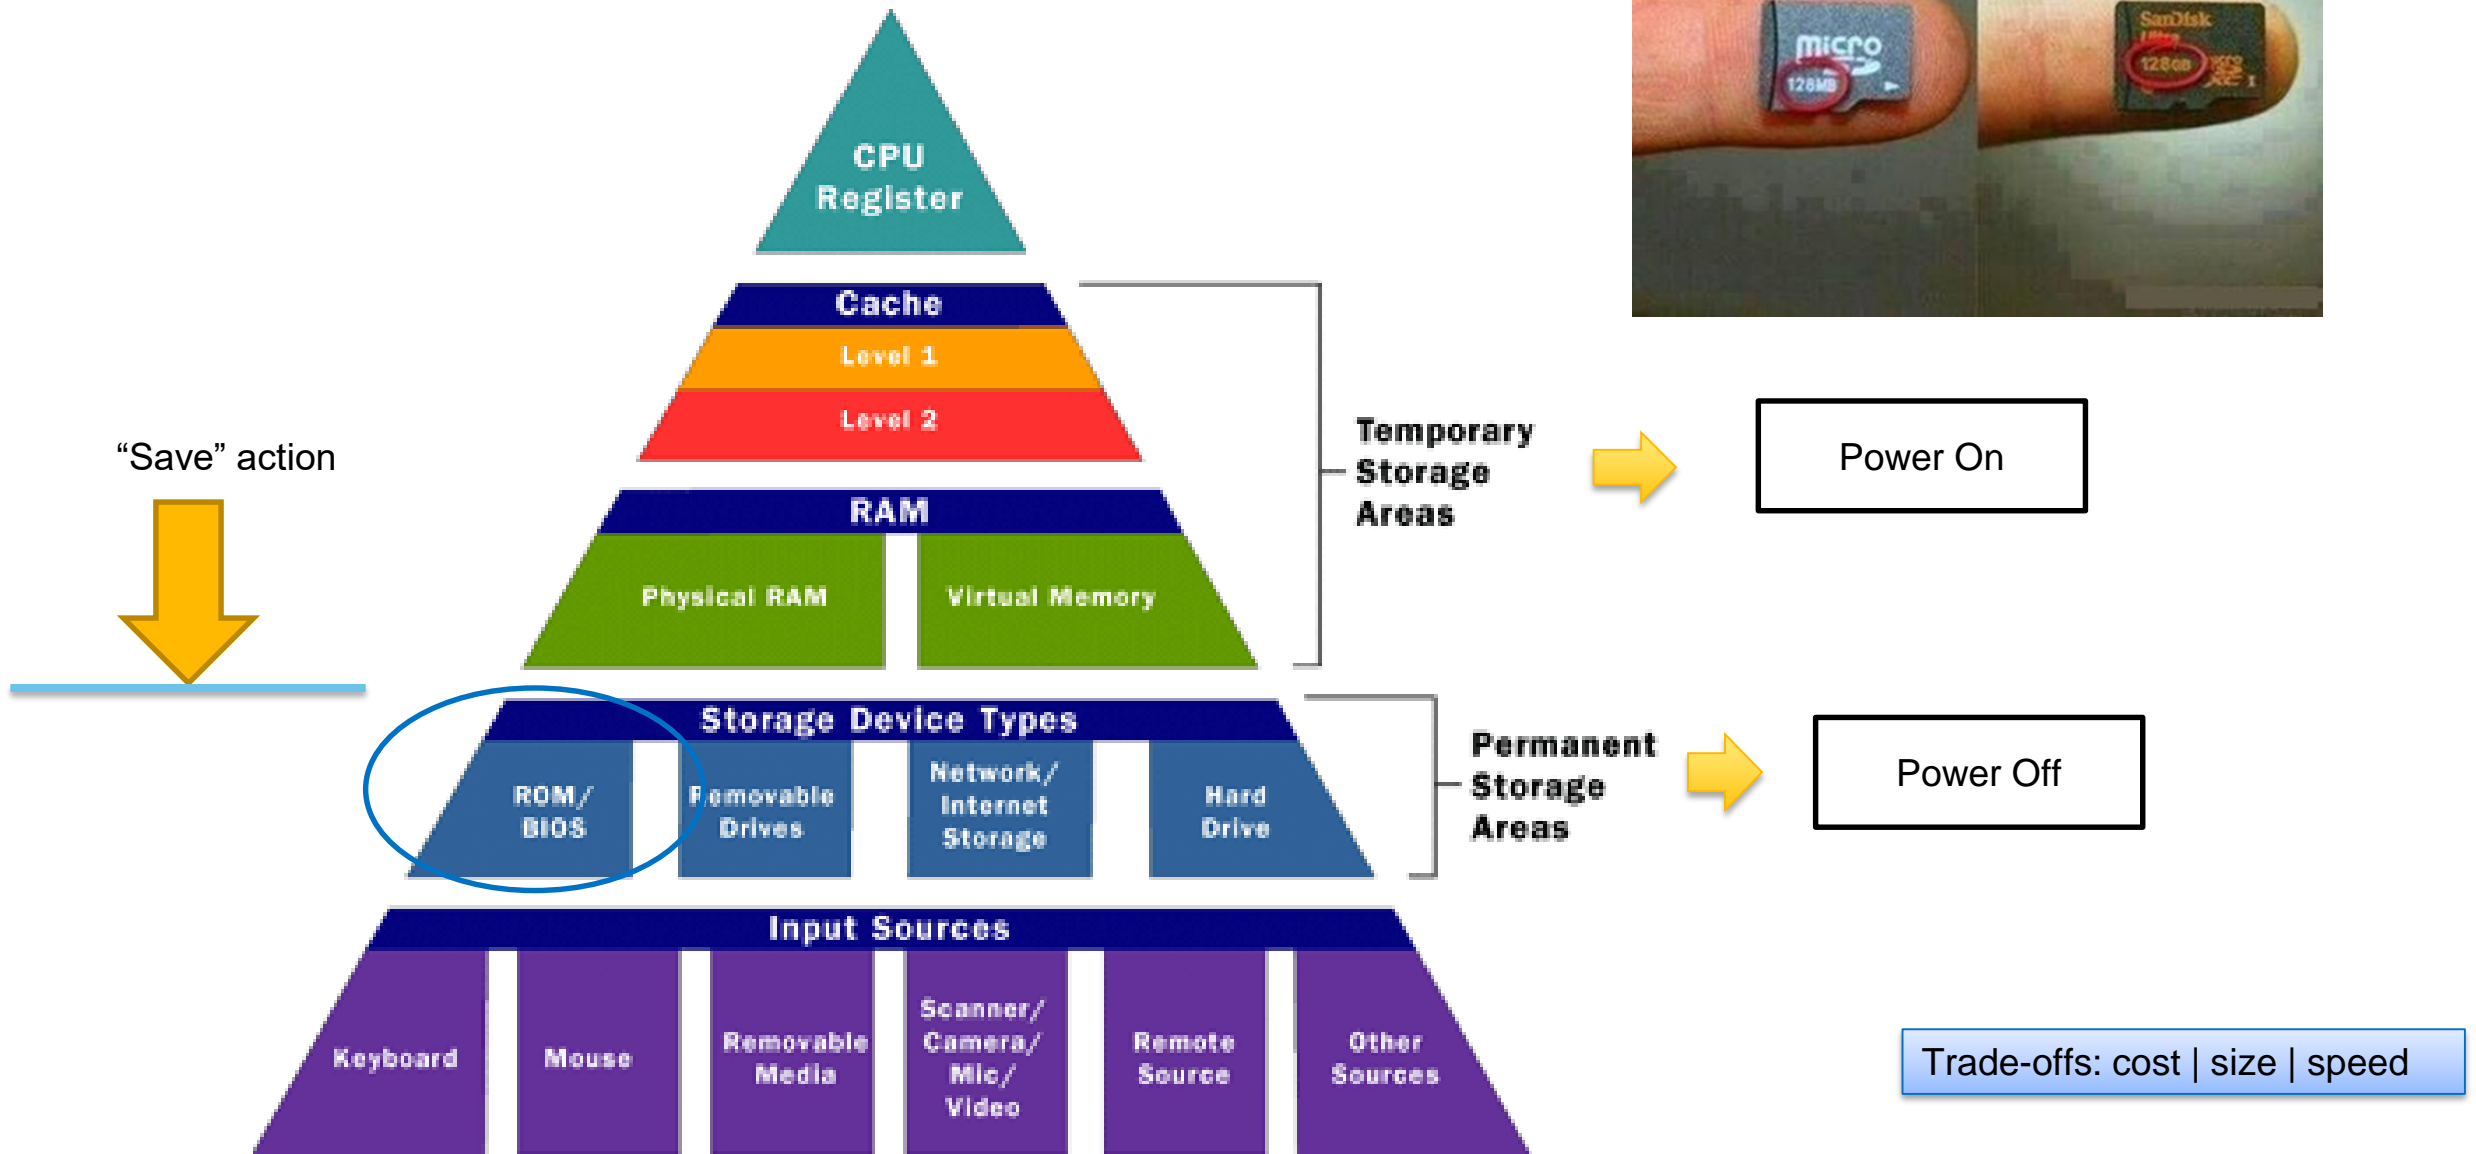 CPU
Register
Cache
Level 1
Level 2
RAM
Physical RAM
Virtual Memory
Temporary
Storage
Areas
Power On
“Save” action
Storage Device Types
ROM/
BIOS
Removable
Drives
Network/
Internet
Storage
Hard
Drive
Permanent
Storage
Areas
Power Off
Input Sources
Keyboard
Mouse
Removable
Media
Scanner/
Camera/
Mic/
Video
Remote
Source
Other
Sources
Trade-offs: cost | size | speed
micro
128MB
SanDisk
Ultra
128GB